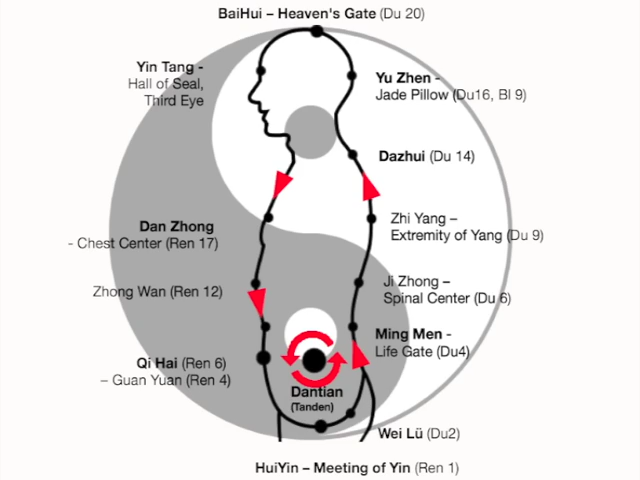 BaiHui – Heaven's Gate (Du 20)
Yin Tang -
Hall of Seal,
Third Eye
Yu Zhen -
Jade Pillow (Du16, Bl 9)
Dazhui (Du 14)
Dan Zhong
- Chest Center (Ren 17)
Zhi Yang –
Extremity of Yang (Du 9)
Zhong Wan (Ren 12)
Ji Zhong –
Spinal Center (Du 6)
Ming Men -
Life Gate (Du4)
Qi Hai (Ren 6)
– Guan Yuan (Ren 4)
Dantian
(Tanden)
Wei Lü (Du2)
HuiYin – Meeting of Yin (Ren 1)